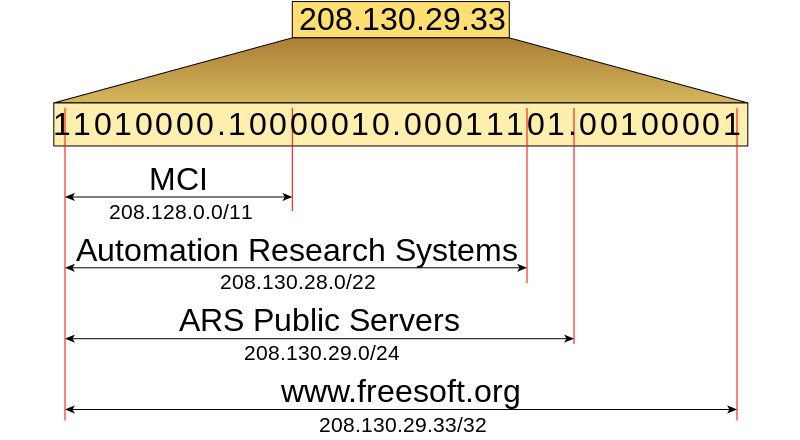 208.130.29.33
11010000.10000010.00011101.00100001
MCI
208.128.0.0/11
Automation Research Systems
208.130.28.0/22
ARS Public Servers
208.130.29.0/24
www.freesoft.org
208.130.29.33/32